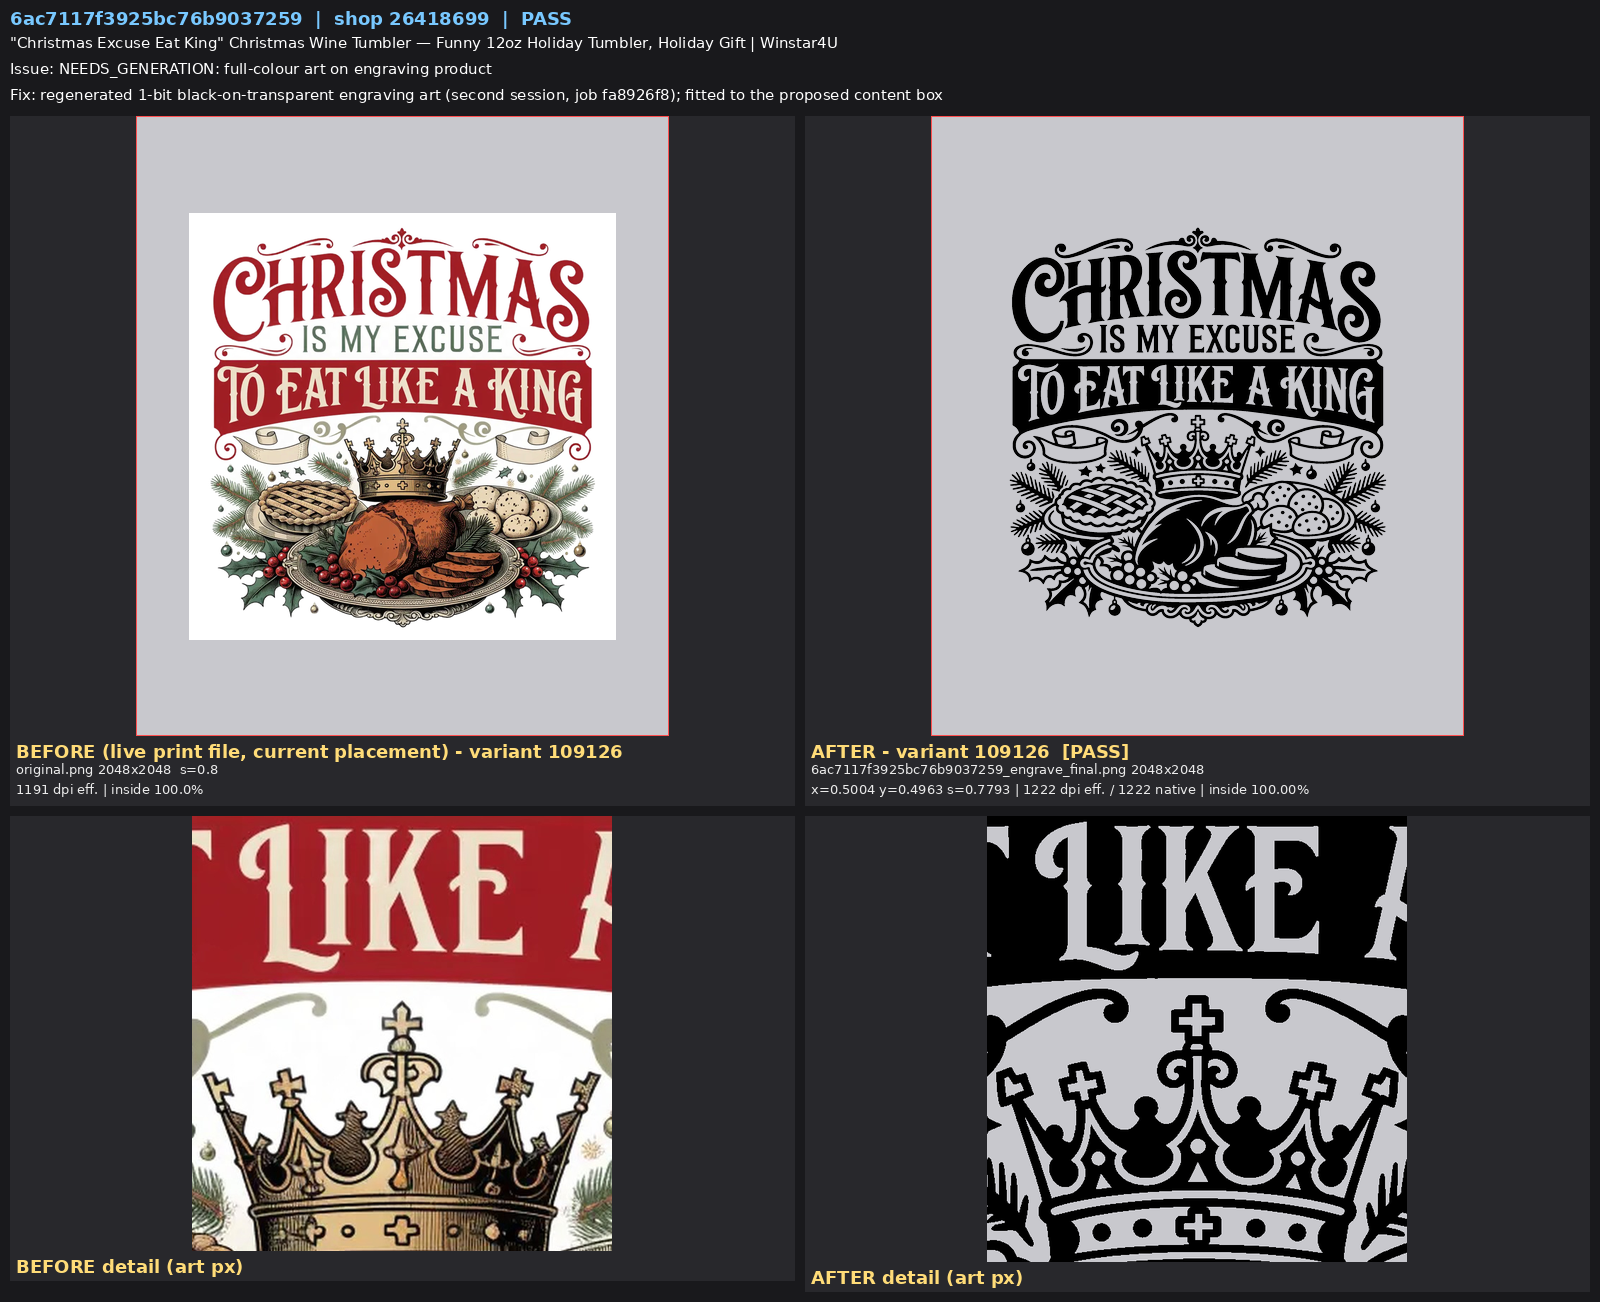 6ac7117f3925bc76b9037259 | shop 26418699 | PASS
"Christmas Excuse Eat King" Christmas Wine Tumbler — Funny 12oz Holiday Tumbler, Holiday Gift | Winstar4U
Issue: NEEDS_GENERATION: full-colour art on engraving product
Fix: regenerated 1-bit black-on-transparent engraving art (second session, job fa8926f8); fitted to the proposed content box
CHRISTMAS
IS MY EXCUSE
TO EAT LIKE A KING
BEFORE (live print file, current placement) - variant 109126
original.png 2048x2048 s=0.8
1191 dpi eff. | inside 100.0%
CHRISTMAS
IS MY EXCUSE
TO EAT LIKE A KING
AFTER - variant 109126 [PASS]
6ac7117f3925bc76b9037259_engrave_final.png 2048x2048
x=0.5004 y=0.4963 s=0.7793 | 1222 dpi eff. / 1222 native | inside 100.00%
LIKE A
BEFORE detail (art px)
LIKE A
AFTER detail (art px)